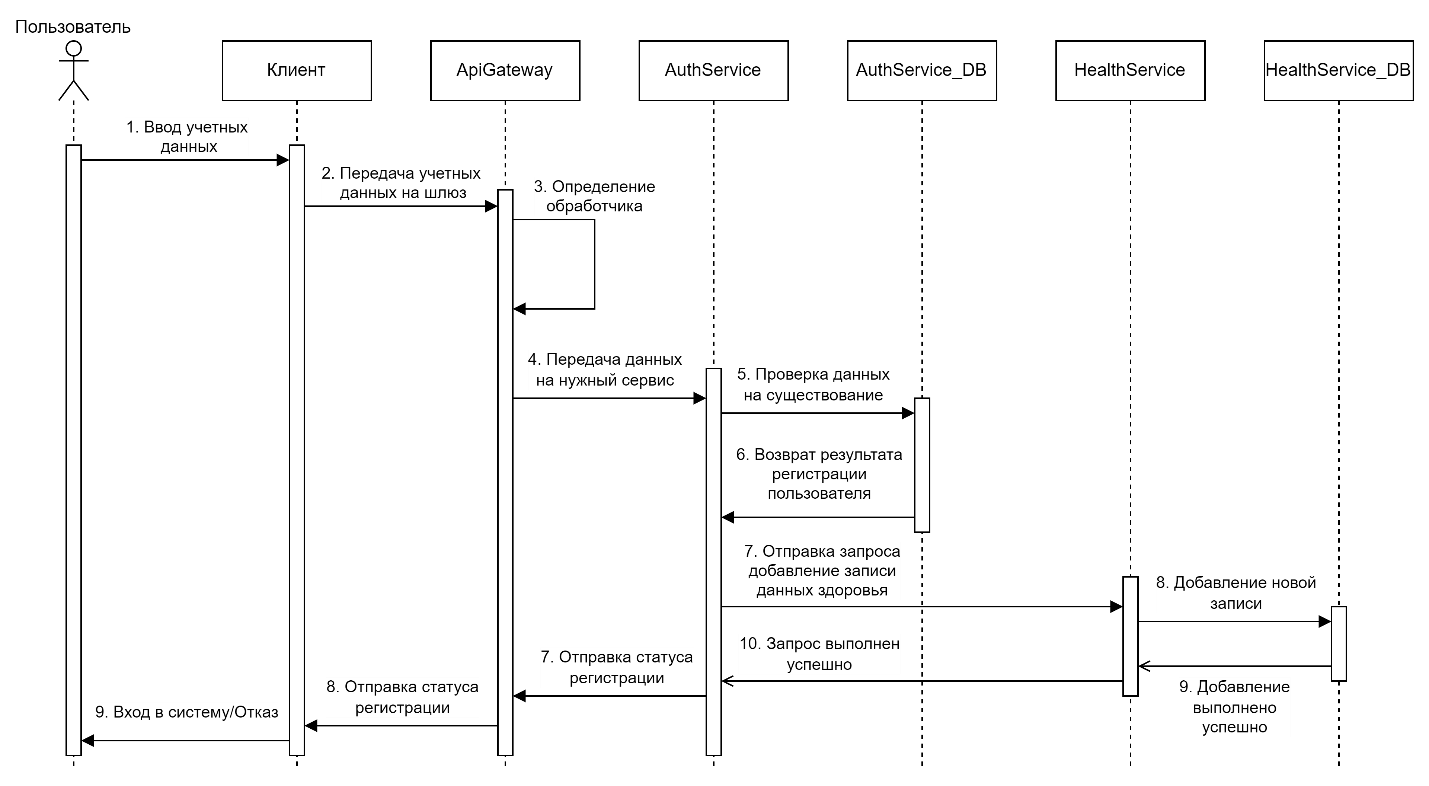 Пользователь
Клиент
ApiGateway
AuthService
AuthService_DB
HealthService
HealthService_DB
1. Ввод учетных
данных
2. Передача учетных
данных на шлюз
3. Определение
обработчика
4. Передача данных
на нужный сервис
5. Проверка данных
на существование
6. Возврат результата
регистрации
пользователя
7. Отправка запроса
добавление записи
данных здоровья
8. Добавление новой
записи
9. Добавление
выполнено
успешно
10. Запрос выполнен
успешно
7. Отправка статуса
регистрации
8. Отправка статуса
регистрации
9. Вход в систему/Отказ